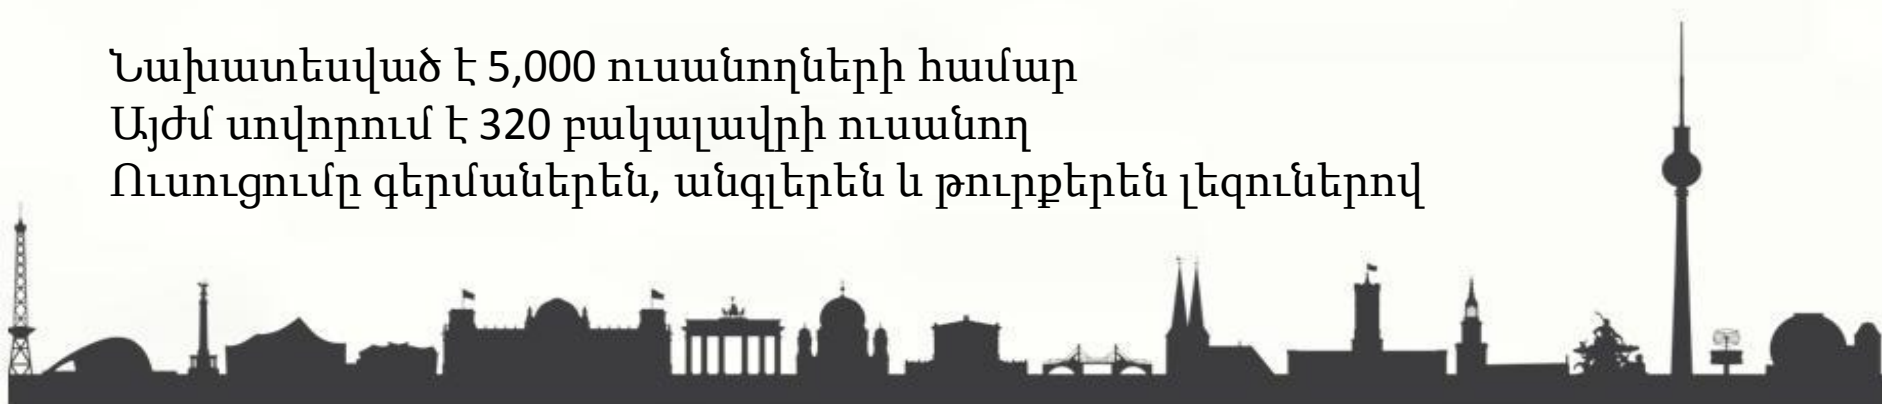 Նախատեսված է 5,000 ուսանողների համար
Այժմ սովորում է 320 բակալավրի ուսանող
Ուսուցումը գերմաներեն, անգլերեն և թուրքերեն լեզուներով